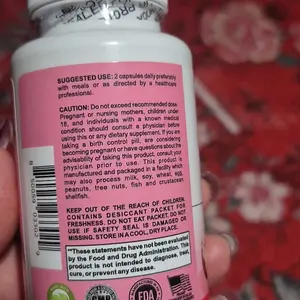 SUGGESTED USE: 2 capsules daily preferably
with meals or as directed by a healthcare
professional.
CAUTION: Do not exceed recommended dose.
Pregnant or nursing mothers, children under
18, and individuals with a known medical
condition should consult a physician before
using this or any dietary supplement. If you are
taking a birth control pill, are considering
becoming pregnant or have questions about the
advisability of taking this product, consult your
physician prior to use. This product is
manufactured and packaged in a facility which
may also process milk, soy, wheat, egg,
peanuts, tree nuts, fish and crustacean
shellfish.
KEEP OUT OF THE REACH OF CHILDREN.
CONTAINS DESICCANT PACKET FOR
FRESHNESS. DO NOT EAT PACKET. DO NOT
USE IF SAFETY SEAL IS DAMAGED OR
MISSING. STORE IN A COOL, DRY PLACE.
**These statements have not been evaluated by
the Food and Drug Administration. This
product is not intended to diagnose, treat,
cure, or prevent any disease.
GMP
FDA